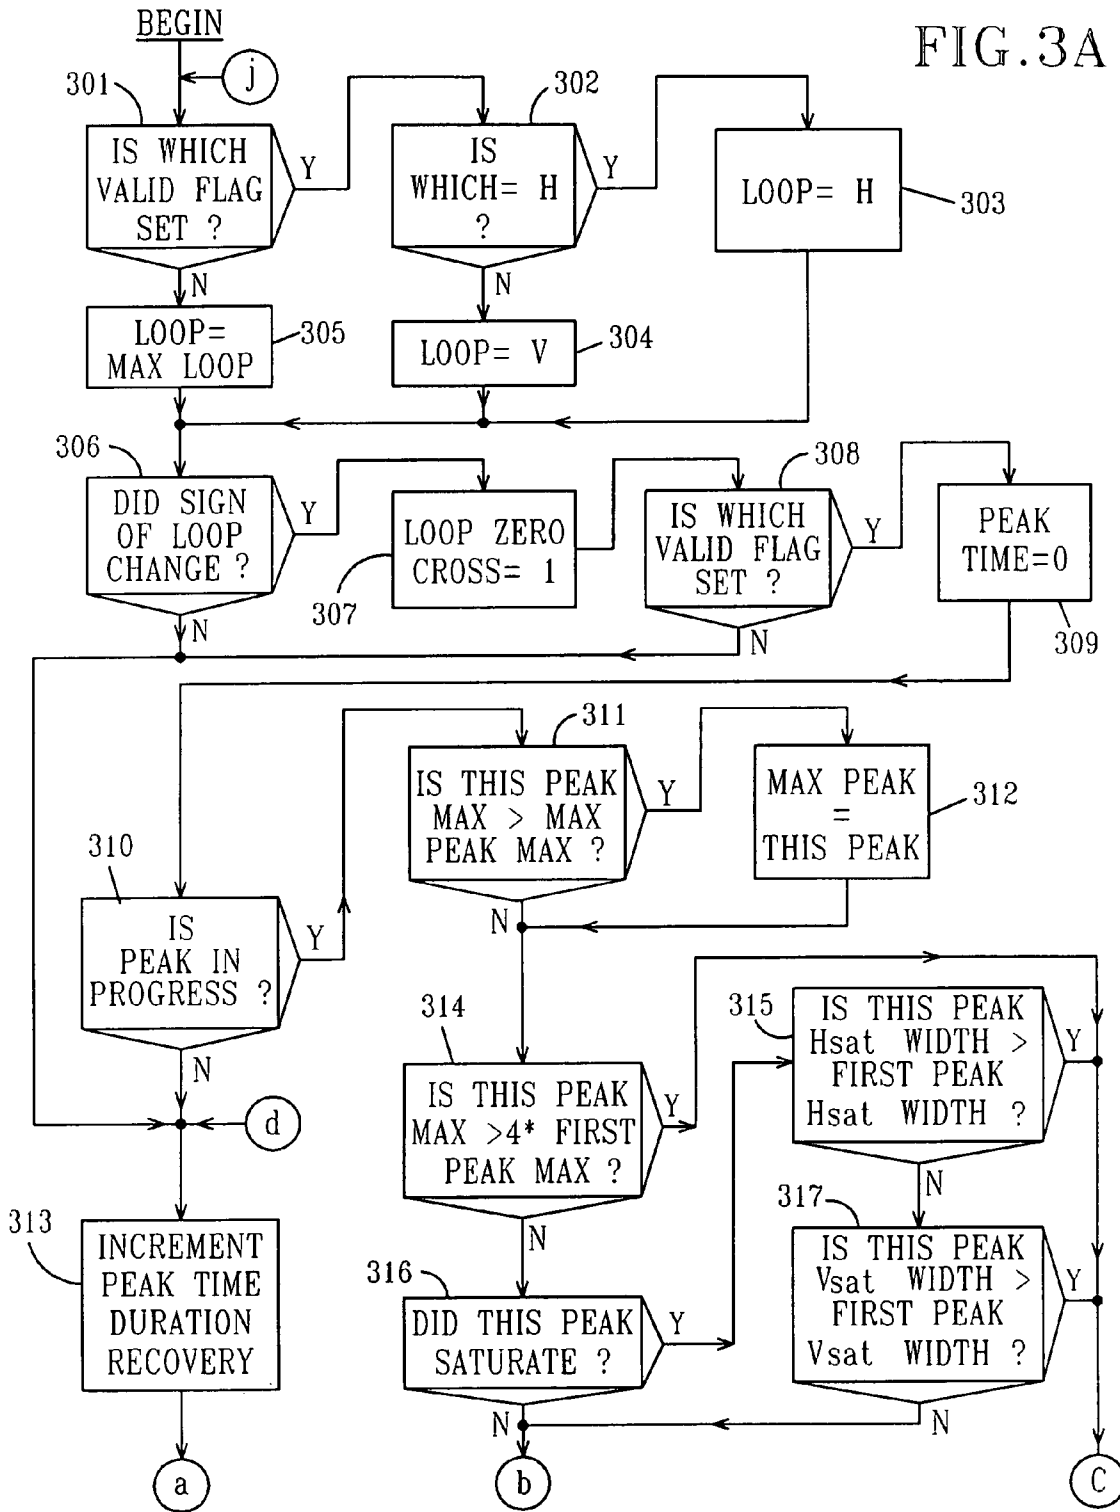 BEGIN
FIG.3A
j
301
IS WHICH
VALID FLAG
SET ?
Y
N
302
IS
WHICH= H
?
Y
N
LOOP= H
303
LOOP=
MAX LOOP
305
LOOP= V
304
306
DID SIGN
OF LOOP
CHANGE ?
Y
N
LOOP ZERO
CROSS= 1
307
308
IS WHICH
VALID FLAG
SET ?
Y
N
PEAK
TIME=0
309
310
IS
PEAK IN
PROGRESS ?
Y
N
311
IS THIS PEAK
MAX > MAX
PEAK MAX ?
Y
N
MAX PEAK
=
THIS PEAK
312
d
313
INCREMENT
PEAK TIME
DURATION
RECOVERY
a
314
IS THIS PEAK
MAX >4* FIRST
PEAK MAX ?
Y
N
315
IS THIS PEAK
Hsat WIDTH >
FIRST PEAK
Hsat WIDTH ?
Y
N
316
DID THIS PEAK
SATURATE ?
Y
N
317
IS THIS PEAK
Vsat WIDTH >
FIRST PEAK
Vsat WIDTH ?
Y
N
b
C